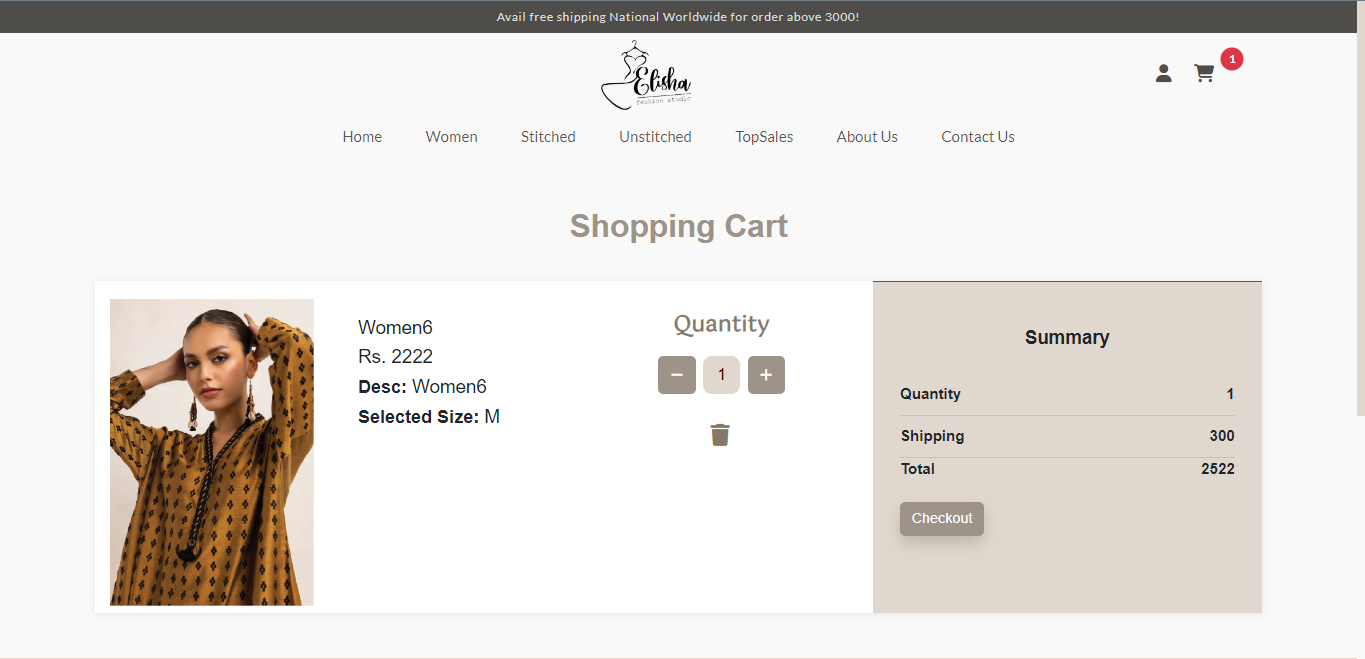 Avail free shipping National Worldwide for order above 3000!
Elisha
fashion studio
1
Home Women Stitched Unstitched TopSales About Us Contact Us
Shopping Cart
Women6
Rs. 2222
Desc: Women6
Selected Size: M
Quantity
− 1 +
Summary
Quantity 1
Shipping 300
Total 2522
Checkout